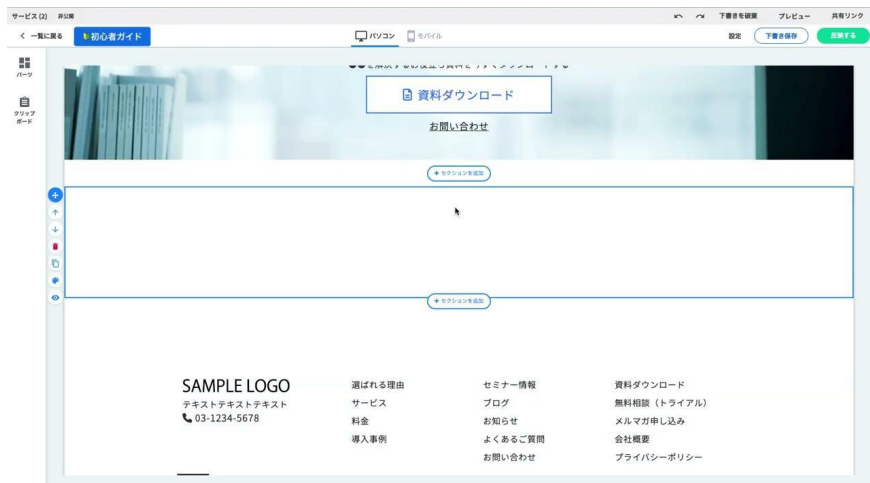 サービス (2) 非公開
下書きを破棄 プレビュー 共有リンク
一覧に戻る 初心者ガイド パソコン モバイル 設定 下書き保存 反映する
パーツ
クリップ
ボード
資料ダウンロード
お問い合わせ
+ セクションを追加
+ セクションを追加
SAMPLE LOGO
テキストテキストテキスト
03-1234-5678
選ばれる理由
サービス
料金
導入事例
セミナー情報
ブログ
お知らせ
よくあるご質問
お問い合わせ
資料ダウンロード
無料相談（トライアル）
メルマガ申し込み
会社概要
プライバシーポリシー